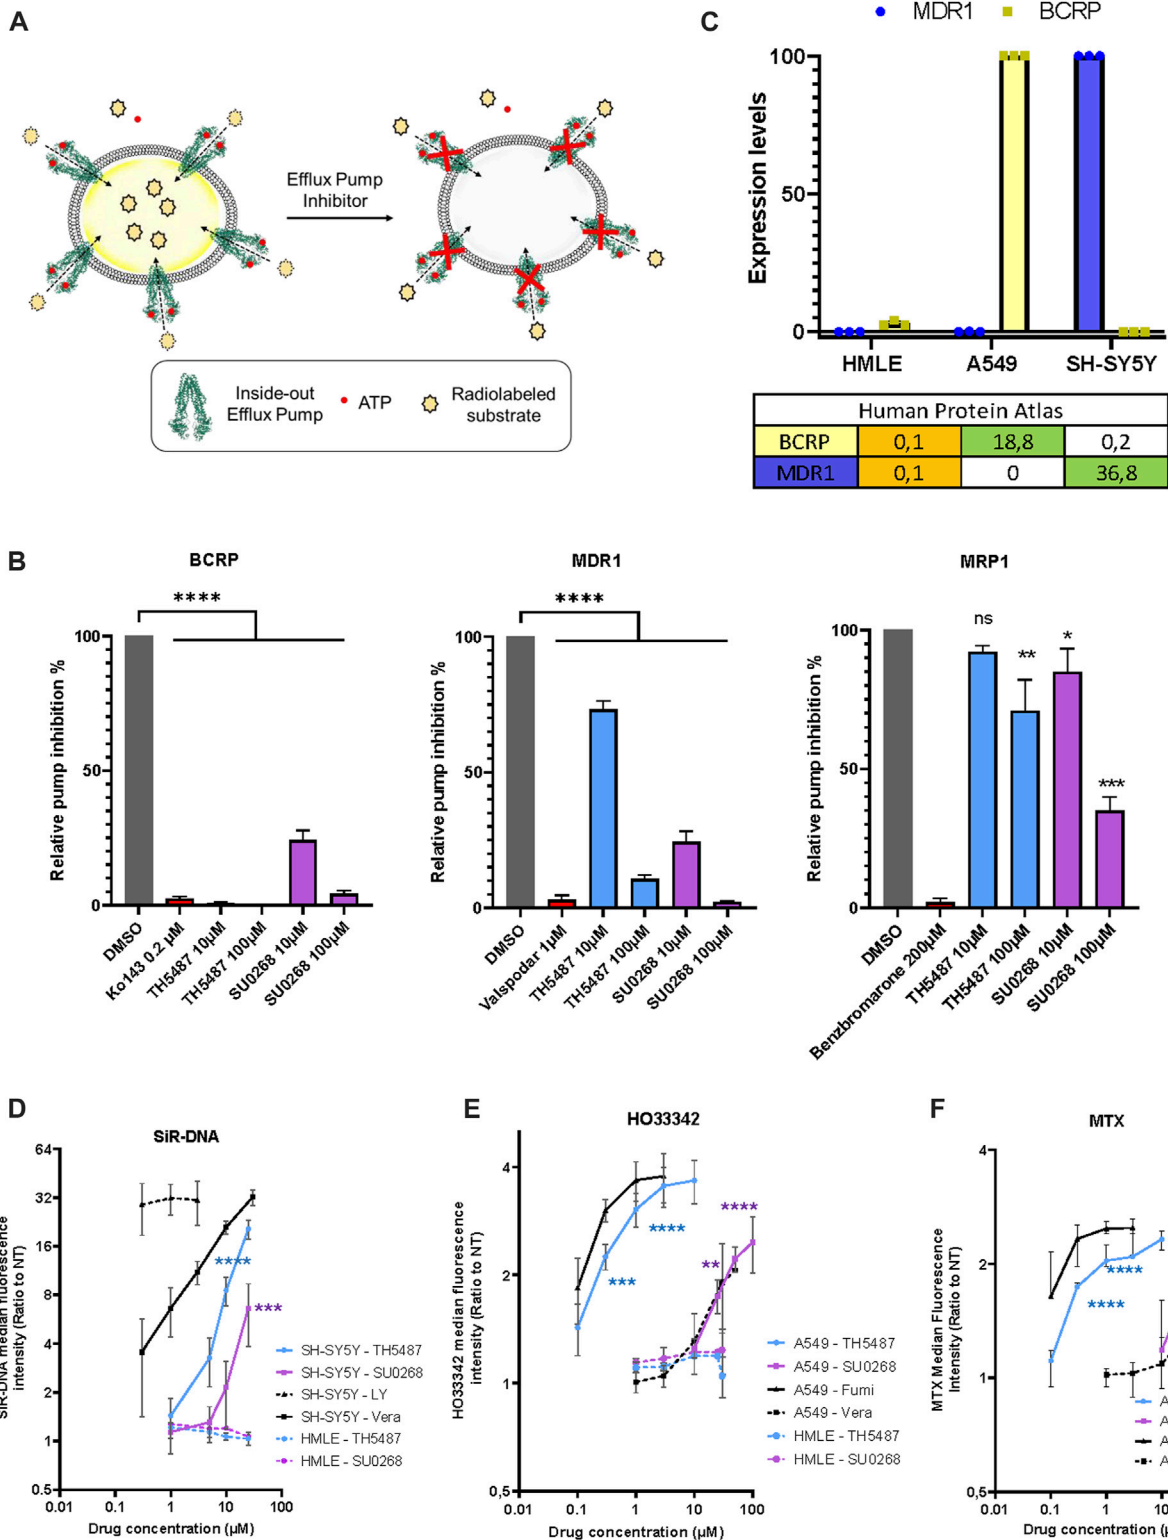 A
Efflux Pump
Inhibitor
Inside-out
Efflux Pump
ATP
Radiolabeled
substrate
C
MDR1
BCRP
Expression levels
100
50
0
HMLE
A549
SH-SY5Y
Human Protein Atlas
BCRP 0,1 18,8 0,2
MDR1 0,1 0 36,8
B
BCRP
****
Relative pump inhibition %
100
50
0
DMSO
Ko143 0.2 µM
TH5487 10µM
TH5487 100µM
SU0268 10µM
SU0268 100µM
MDR1
****
Relative pump inhibition %
100
50
0
DMSO
Valspodar 1µM
TH5487 10µM
TH5487 100µM
SU0268 10µM
SU0268 100µM
MRP1
ns
**
*
***
Relative pump inhibition %
100
50
0
DMSO
Benzbromarone 200µM
TH5487 10µM
TH5487 100µM
SU0268 10µM
SU0268 100µM
D
SiR-DNA
SiR-DNA median fluorescence
intensity (Ratio to NT)
64
32
16
8
4
2
1
0.5
****
***
SH-SY5Y - TH5487
SH-SY5Y - SU0268
SH-SY5Y - LY
SH-SY5Y - Vera
HMLE - TH5487
HMLE - SU0268
0.01
0.1
1
10
100
Drug concentration (µM)
E
HO33342
HO33342 median fluorescence
intensity (Ratio to NT)
4
2
1
0,5
***
****
**
****
A549 - TH5487
A549 - SU0268
A549 - Fumi
A549 - Vera
HMLE - TH5487
HMLE - SU0268
0.01
0.1
1
10
100
Drug concentration (µM)
F
MTX
MTX Median Fluorescence
Intensity (Ratio to NT)
4
2
1
0,5
****
****
A
A
A
A
0.01
0.1
1
10
Drug concentration (µ